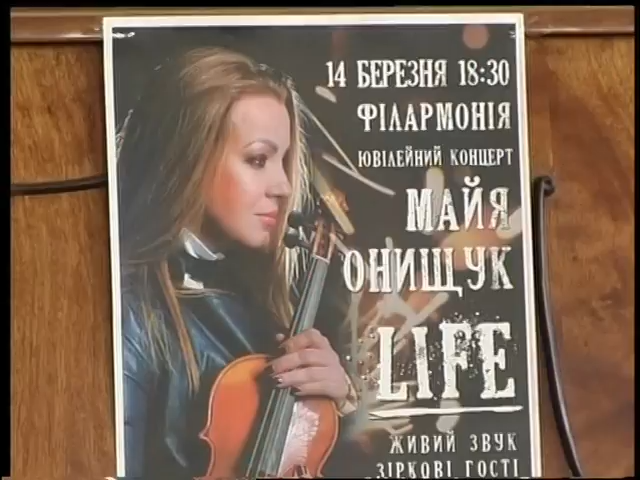 14 БЕРЕЗНЯ 18:30
ФІЛАРМОНІЯ
ЮВІЛЕЙНИЙ КОНЦЕРТ
МАЙЯ
ОНИЩУК
LIFE
ЖИВИЙ ЗВУК
ЗІРКОВІ ГОСТІ